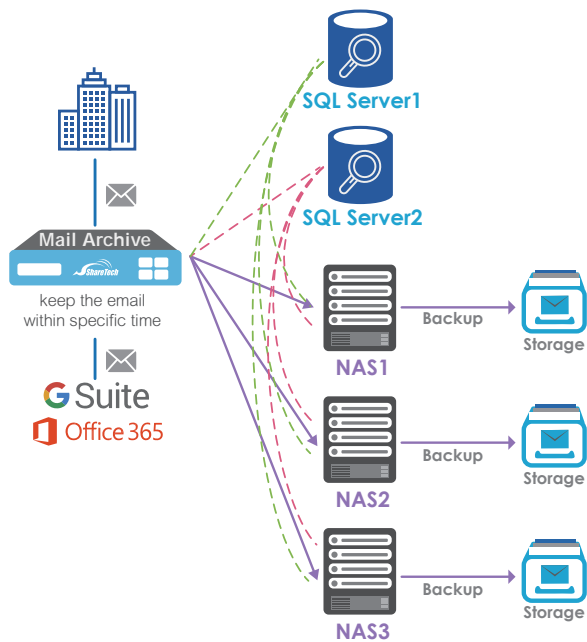 SQL Server1
SQL Server2
Mail Archive
ShareTech
keep the email
within specific time
G Suite
Office 365
NAS1
Backup
Storage
NAS2
Backup
Storage
NAS3
Backup
Storage